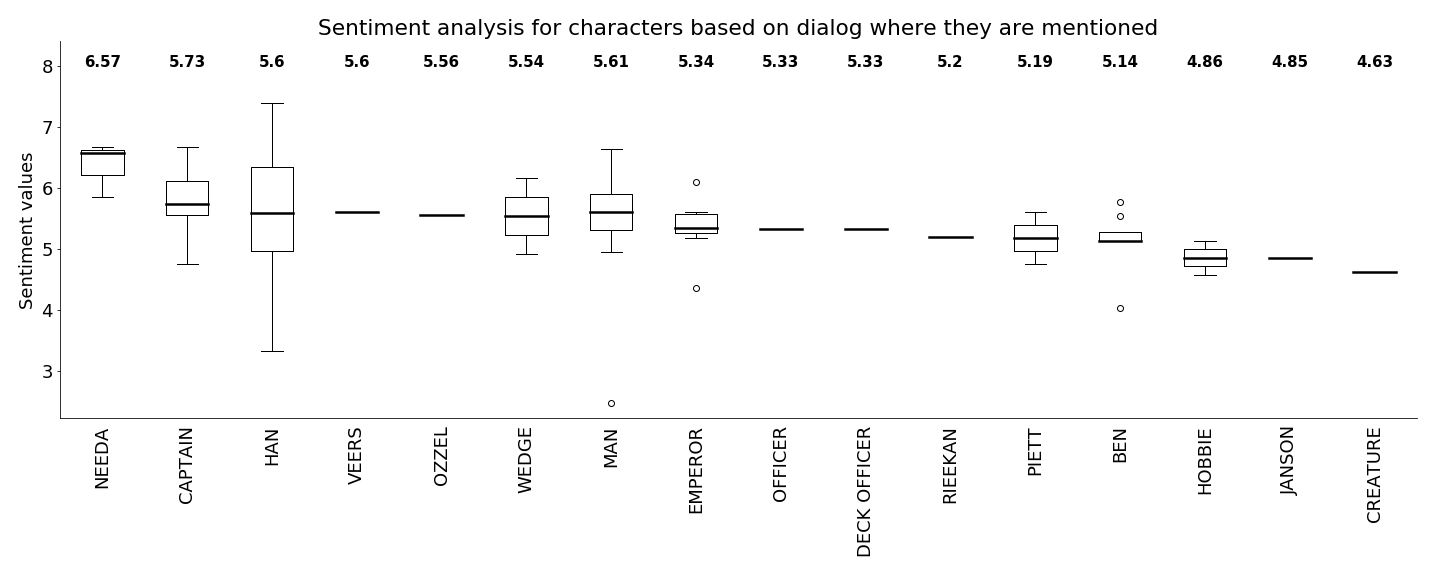 Sentiment analysis for characters based on dialog where they are mentioned
6.57 5.73 5.6 5.6 5.56 5.54 5.61 5.34 5.33 5.33 5.2 5.19 5.14 4.86 4.85 4.63
Sentiment values
8
7
6
5
4
3
NEEDA
CAPTAIN
HAN
VEERS
OZZEL
WEDGE
MAN
EMPEROR
OFFICER
DECK OFFICER
RIEEKAN
PIETT
BEN
HOBBIE
JANSON
CREATURE